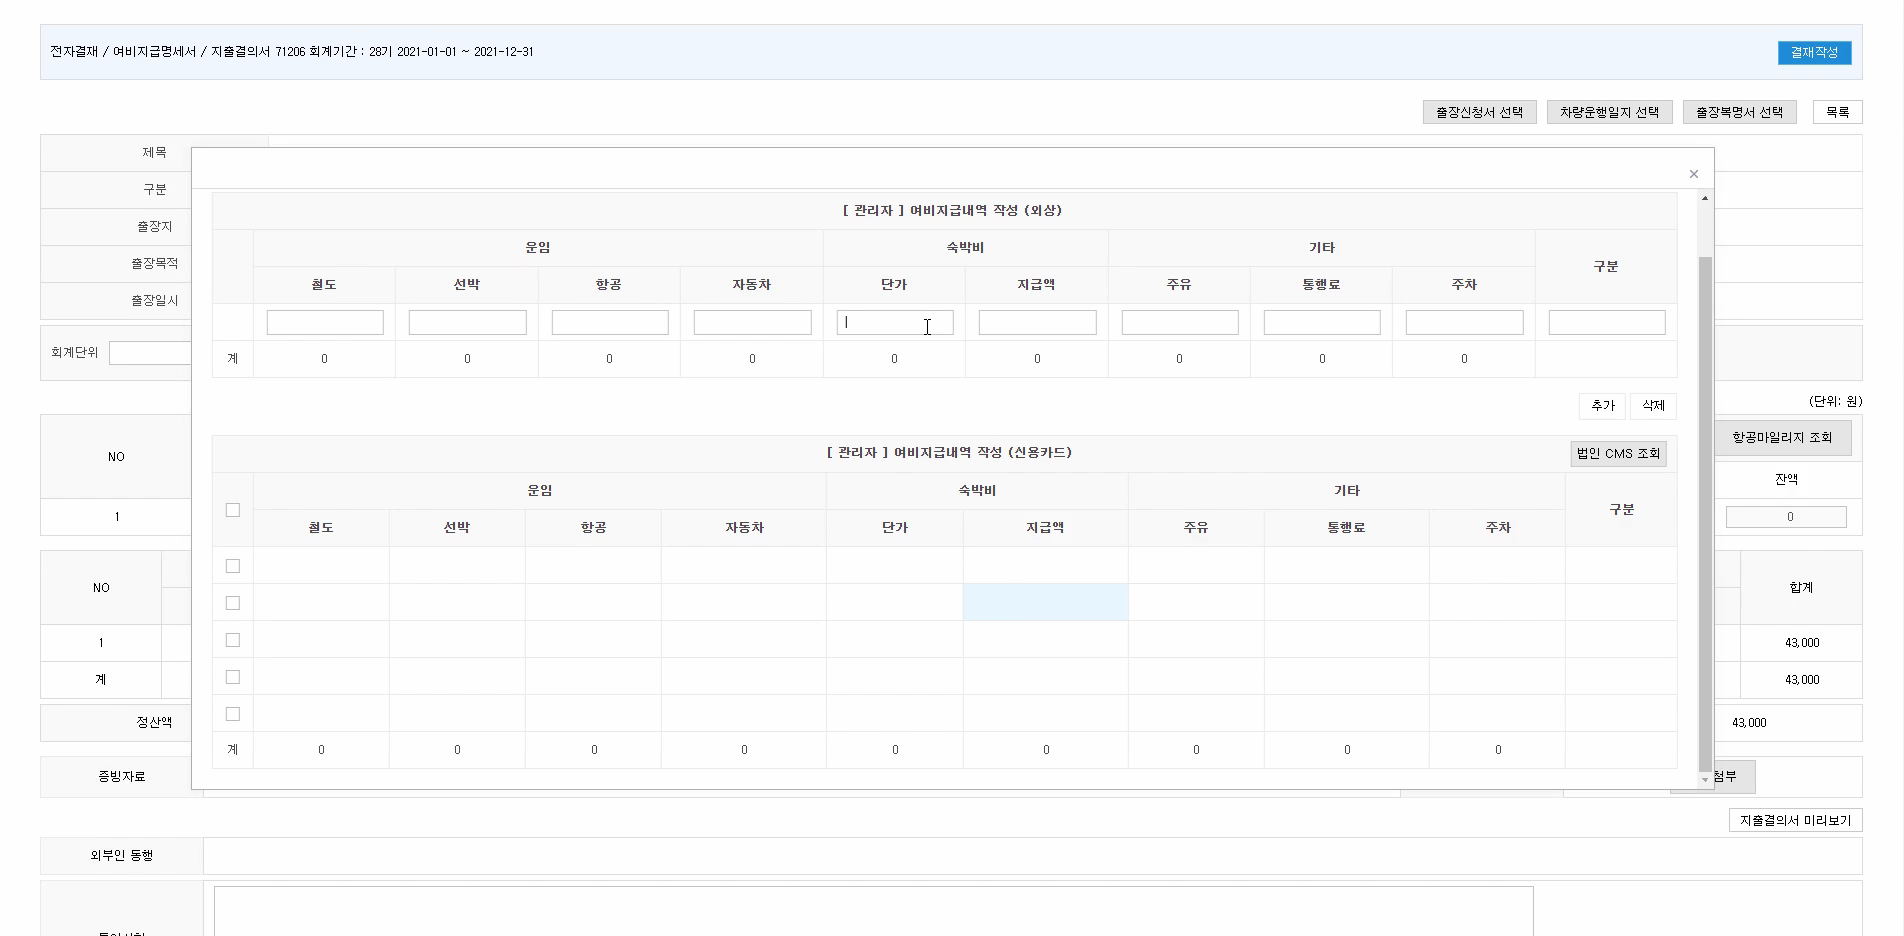 전자결재 / 여비지급명세서 / 지출결의서 71206 회계기간 : 28기 2021-01-01 ~ 2021-12-31
결재작성
출장신청서 선택 차량운행일지 선택 출장복명서 선택 목록
제목
×
구분
[ 관리자 ] 여비지급내역 작성 (외상)
출장지
운임 숙박비 기타 구분
출장목적
철도 선박 항공 자동차 단가 지급액 주유 통행료 주차
출장일시
회계단위
계 0 0 0 0 0 0 0 0 0
(단위: 원)
추가 삭제
항공마일리지 조회
NO
[ 관리자 ] 여비지급내역 작성 (신용카드) 법인 CMS 조회
잔액
운임 숙박비 기타 구분
1 0
철도 선박 항공 자동차 단가 지급액 주유 통행료 주차
NO 합계
1 43,000
계 43,000
정산액 43,000
계 0 0 0 0 0 0 0 0 0
증빙자료 첨부
지출결의서 미리보기
외부인 동행